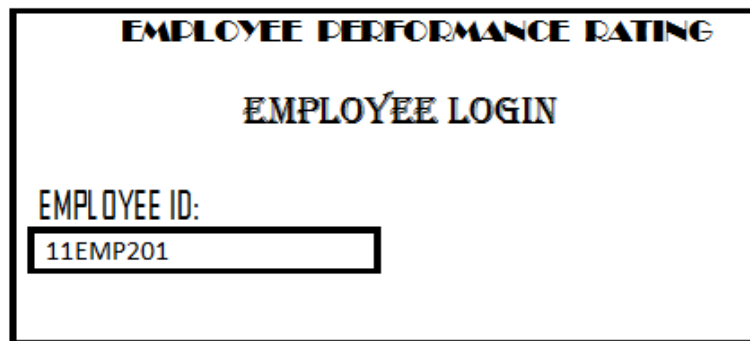 EMPLOYEE PERFORMANCE RATING
EMPLOYEE LOGIN
EMPLOYEE ID:
11EMP201